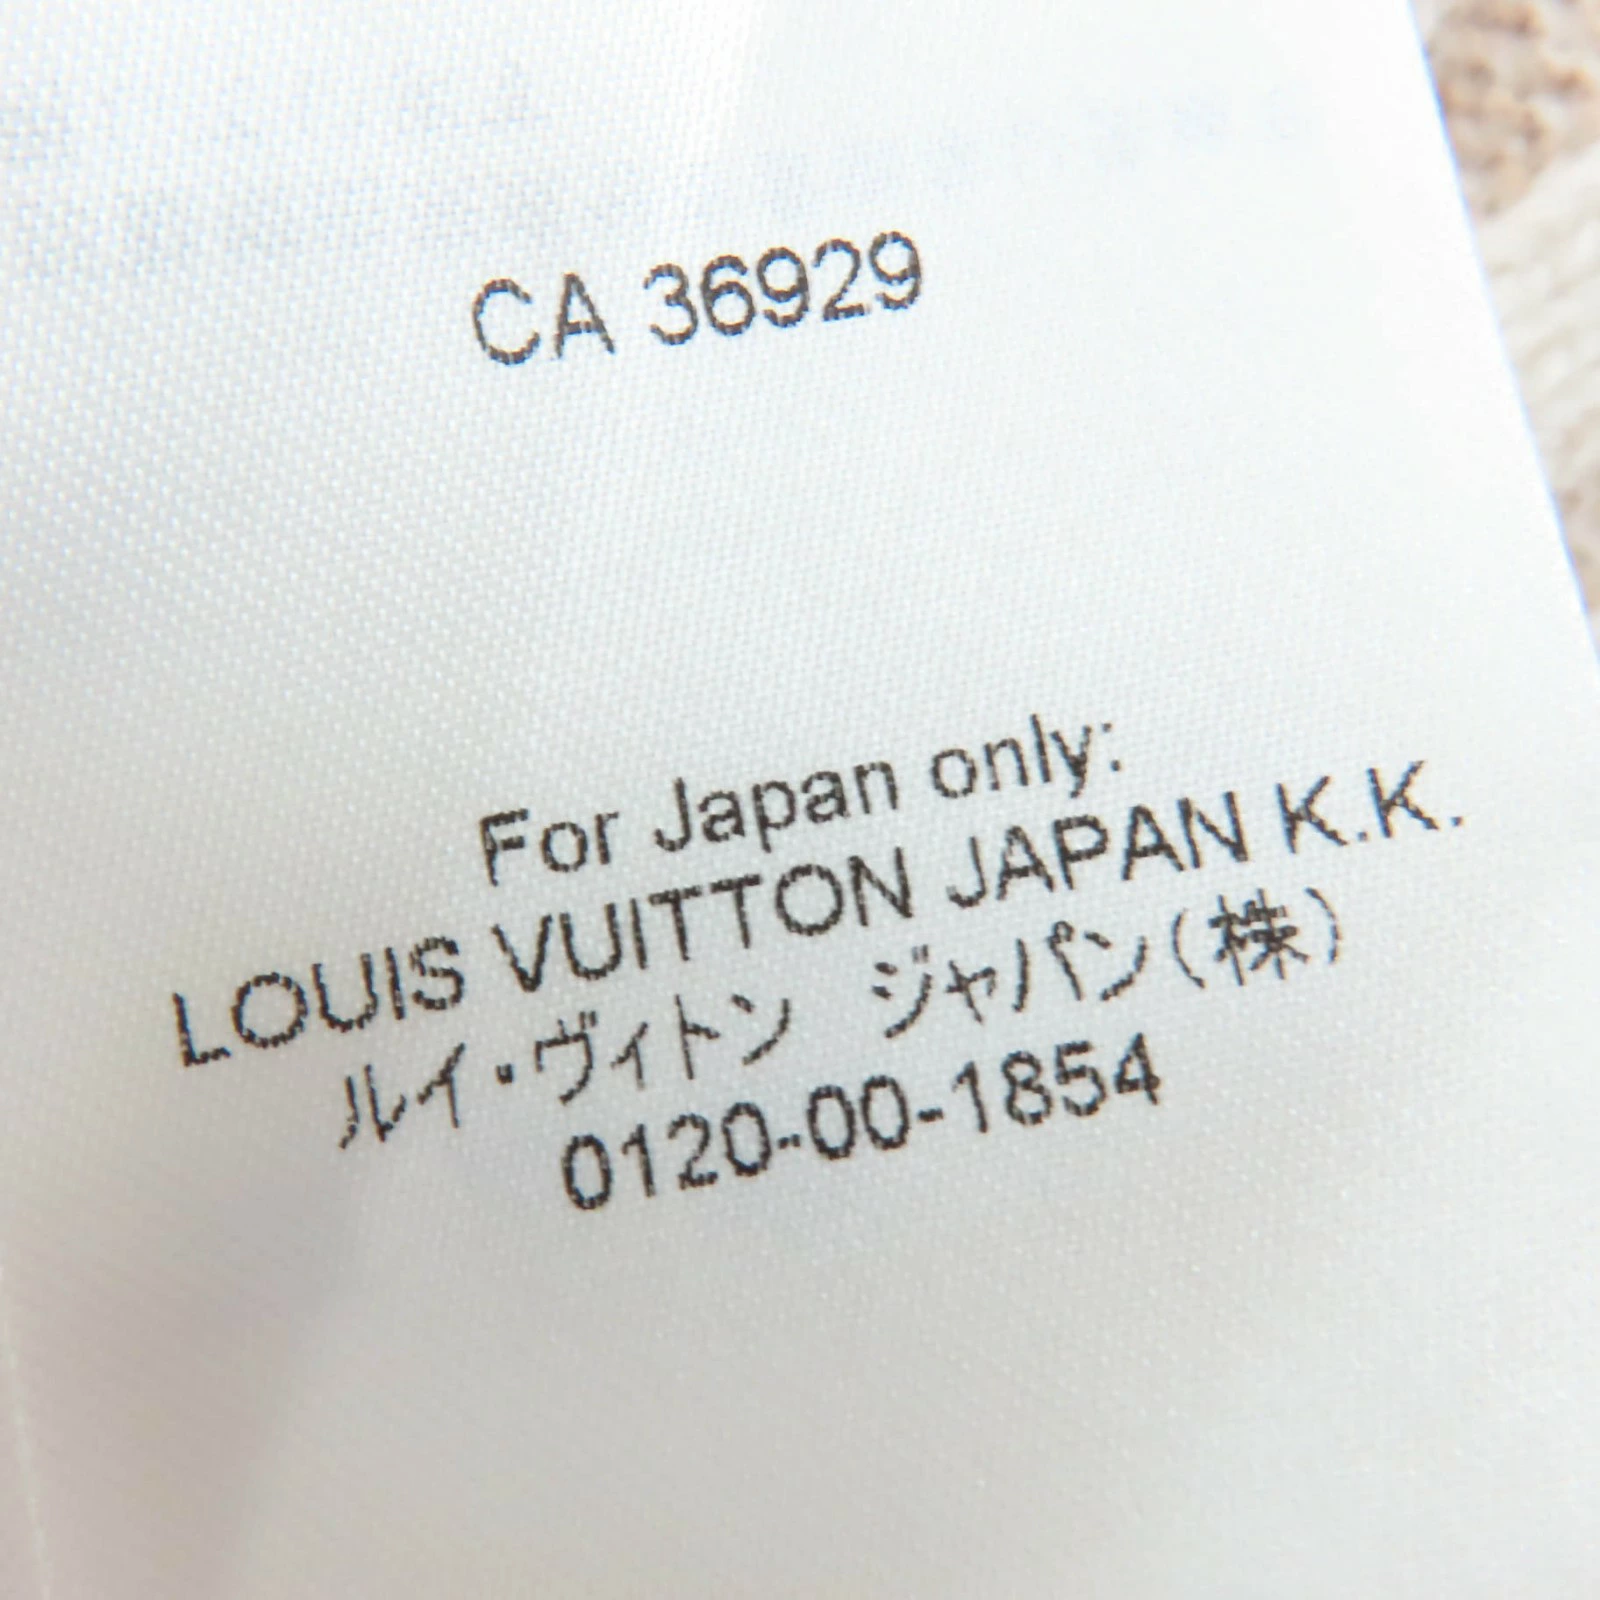 CA 36929
For Japan only:
LOUIS VUITTON JAPAN K.K.
ルイ・ヴィトン ジャパン(株)
0120-00-1854